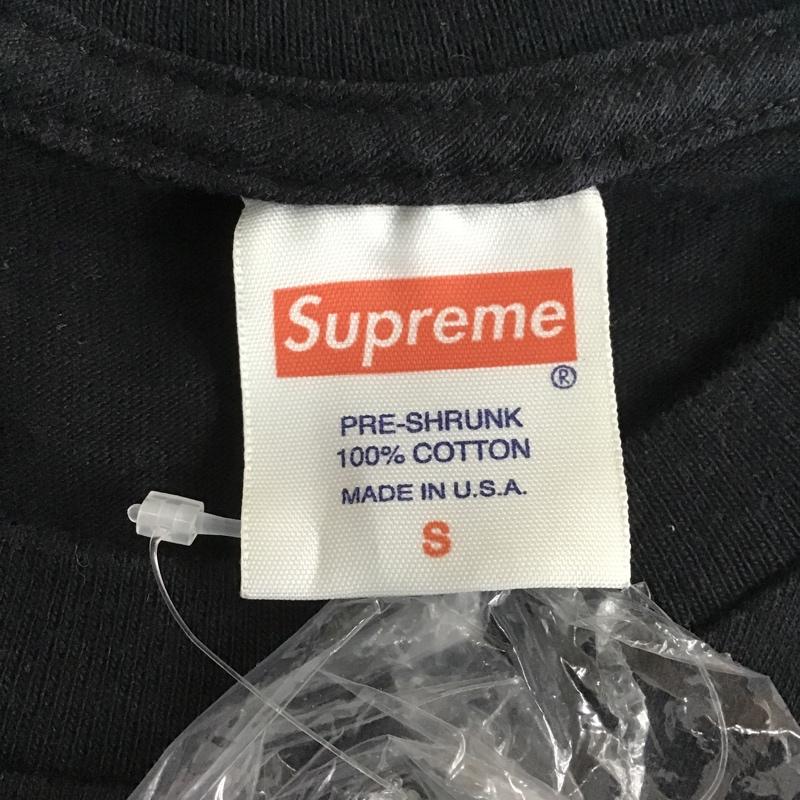 Supreme
®
PRE-SHRUNK
100% COTTON
MADE IN U.S.A.
S